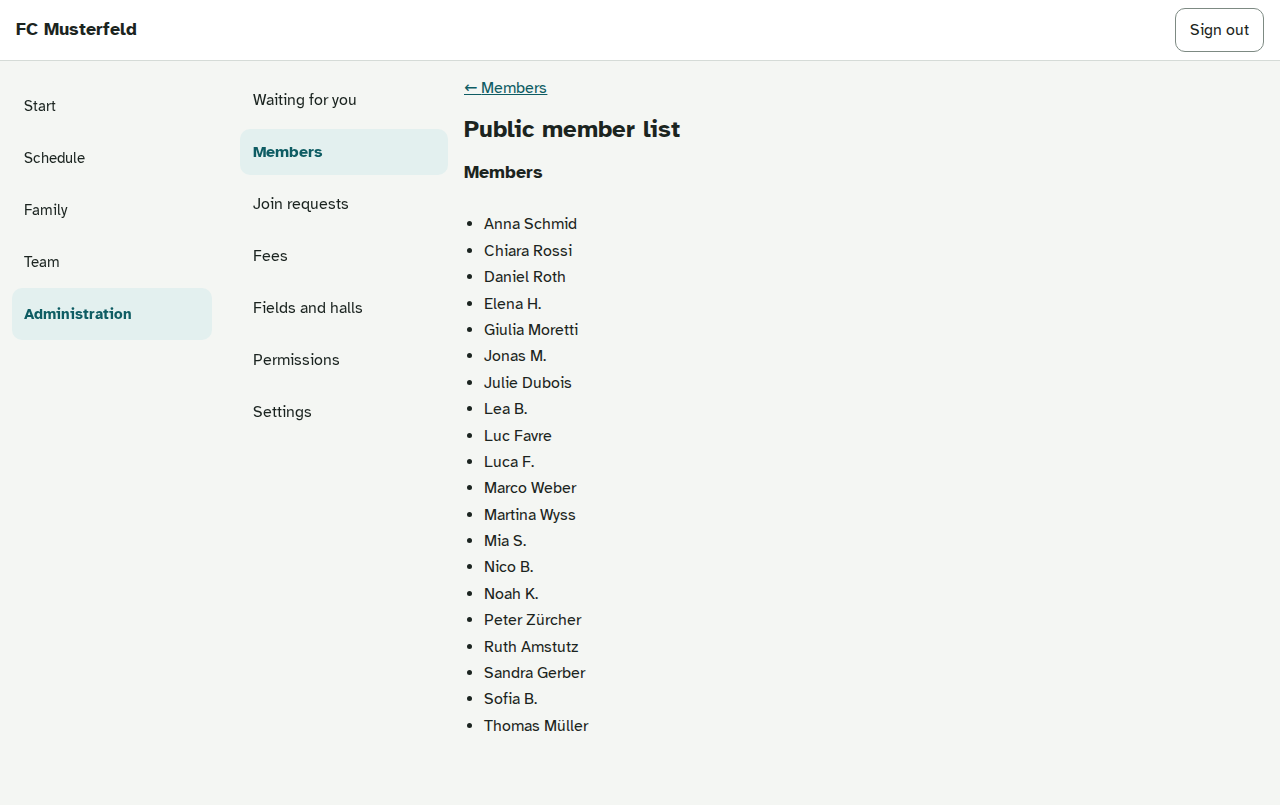 FC Musterfeld
Sign out
Start
Schedule
Family
Team
Administration
Waiting for you
Members
Join requests
Fees
Fields and halls
Permissions
Settings
← Members
Public member list
Members
• Anna Schmid
• Chiara Rossi
• Daniel Roth
• Elena H.
• Giulia Moretti
• Jonas M.
• Julie Dubois
• Lea B.
• Luc Favre
• Luca F.
• Marco Weber
• Martina Wyss
• Mia S.
• Nico B.
• Noah K.
• Peter Zürcher
• Ruth Amstutz
• Sandra Gerber
• Sofia B.
• Thomas Müller